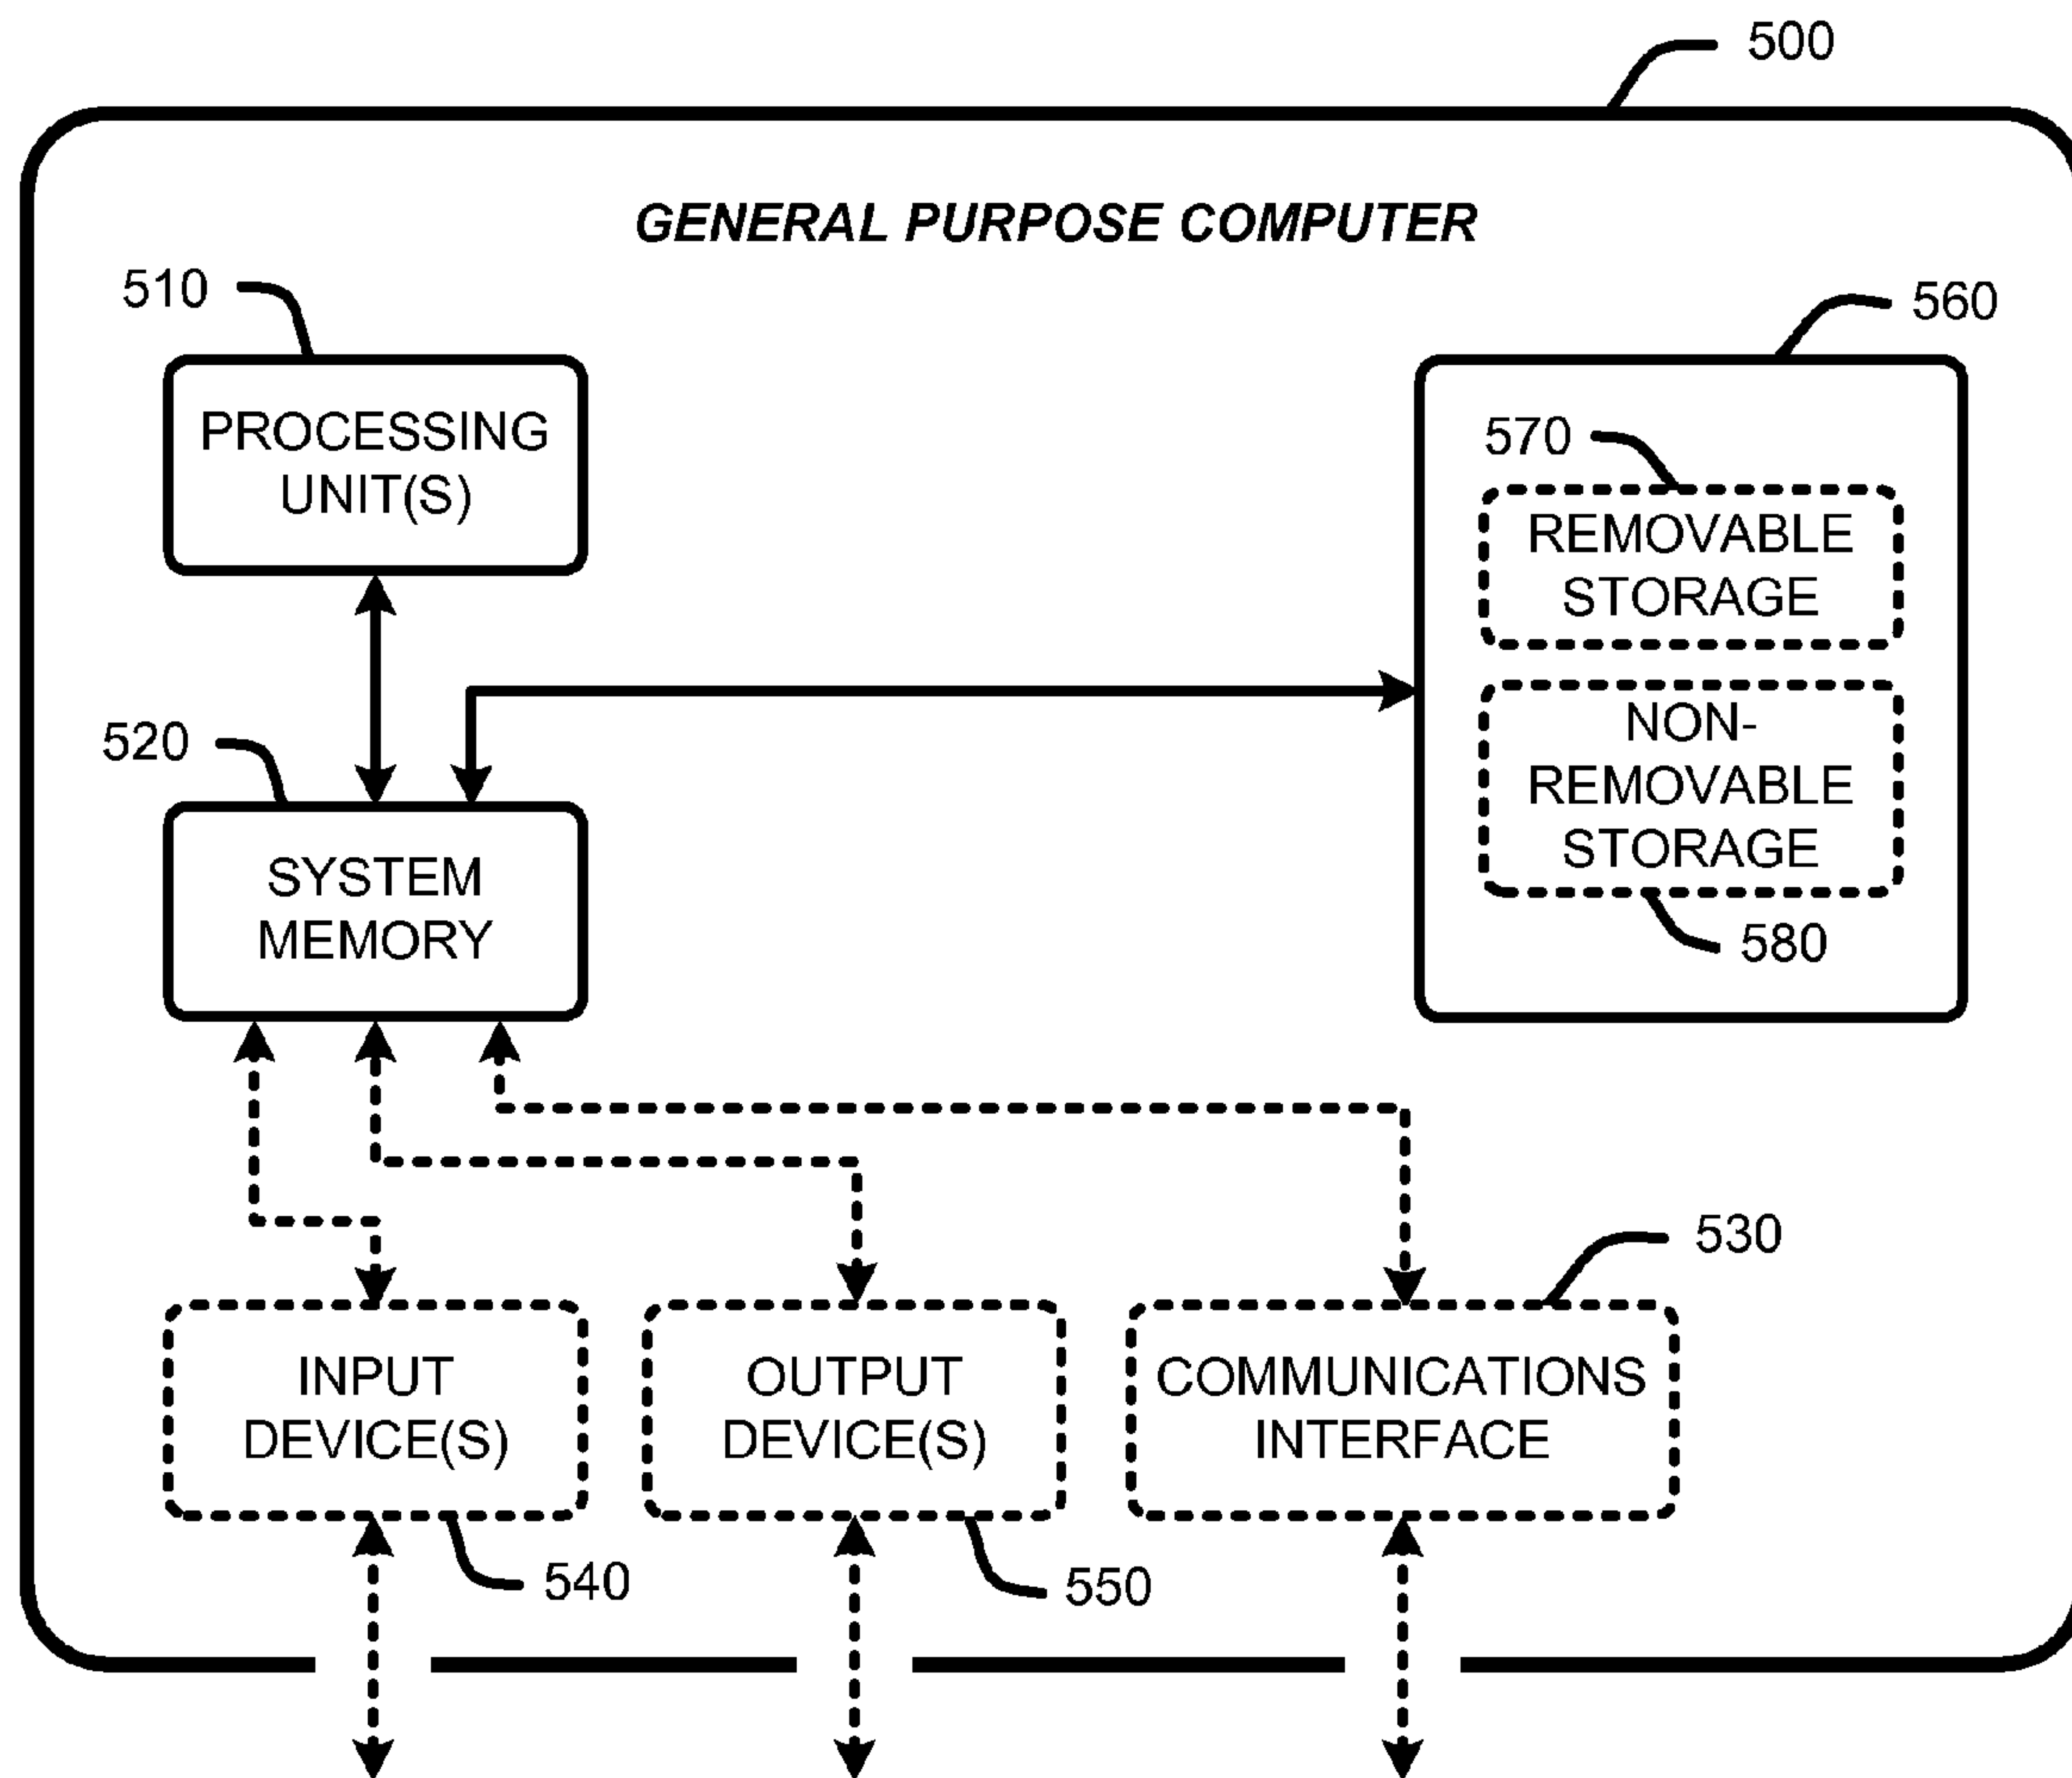 500
GENERAL PURPOSE COMPUTER
510
560
PROCESSING
UNIT(S)
570
REMOVABLE
STORAGE
520
NON-
REMOVABLE
STORAGE
SYSTEM
MEMORY
580
530
INPUT
DEVICE(S)
OUTPUT
DEVICE(S)
COMMUNICATIONS
INTERFACE
540
550